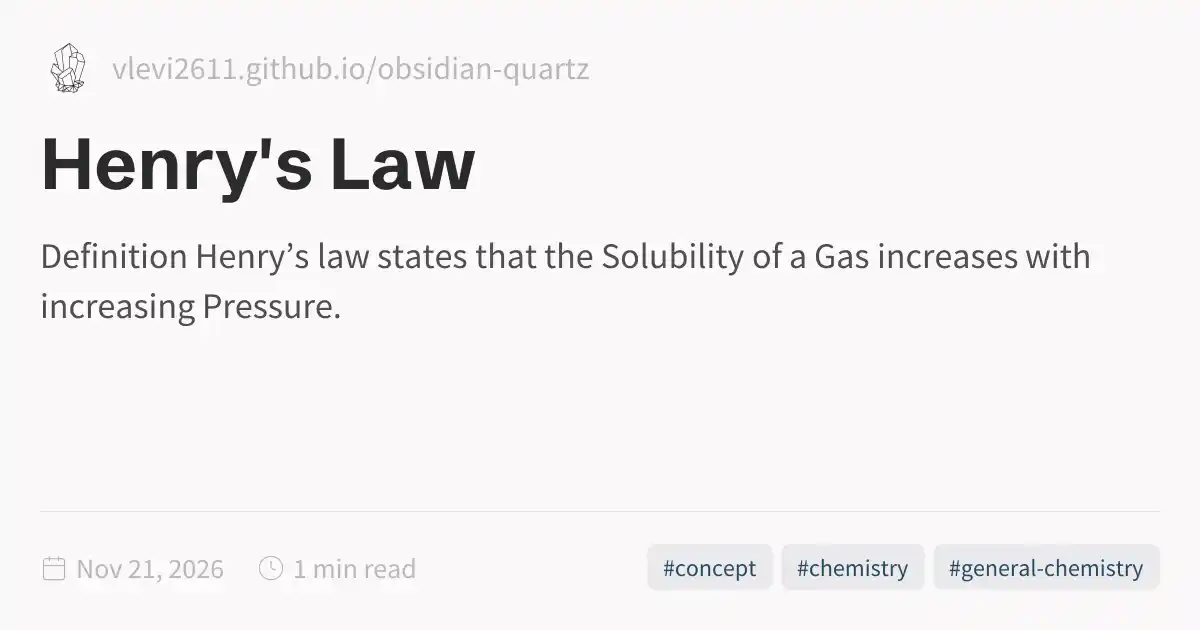 vlevi2611.github.io/obsidian-quartz
Henry's Law
Definition Henry’s law states that the Solubility of a Gas increases with
increasing Pressure.
Nov 21, 2026 1 min read #concept #chemistry #general-chemistry